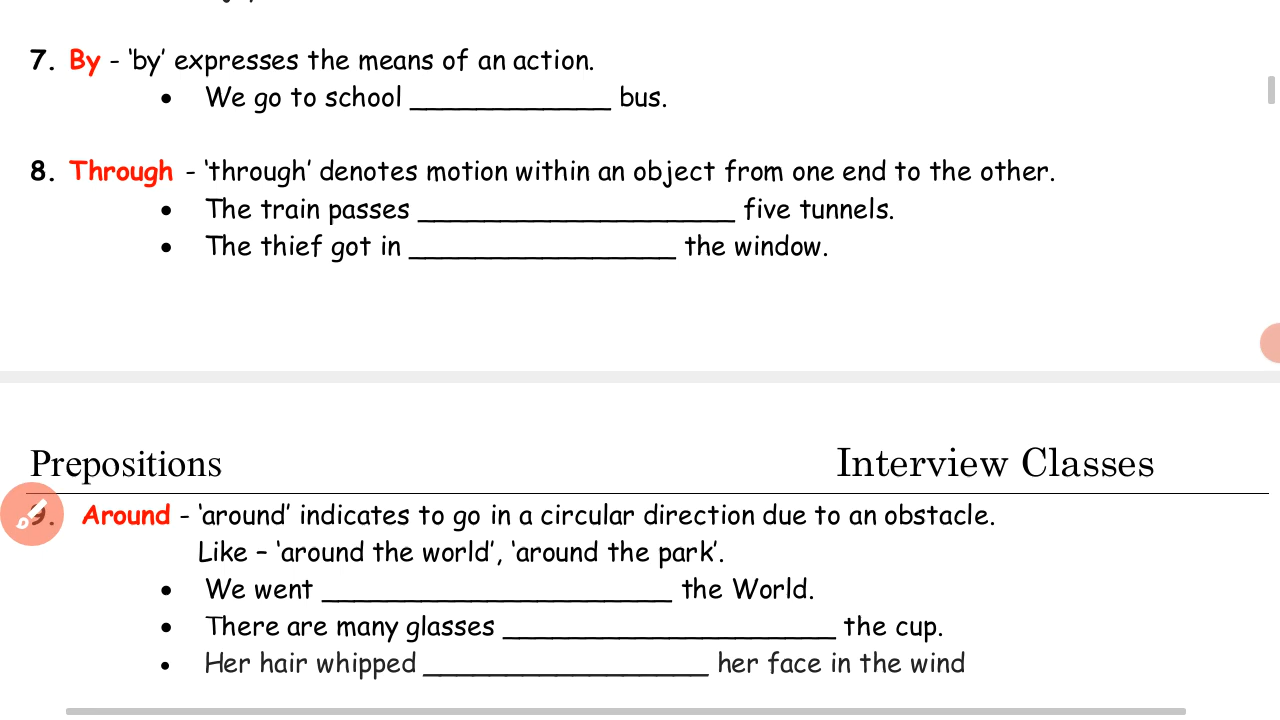 7. By - ‘by’ expresses the means of an action.
• We go to school ____________ bus.
8. Through - ‘through’ denotes motion within an object from one end to the other.
• The train passes ___________________ five tunnels.
• The thief got in ________________ the window.
Prepositions Interview Classes
9. Around - ‘around’ indicates to go in a circular direction due to an obstacle.
Like – ‘around the world’, ‘around the park’.
• We went _____________________ the World.
• There are many glasses ____________________ the cup.
• Her hair whipped _________________ her face in the wind